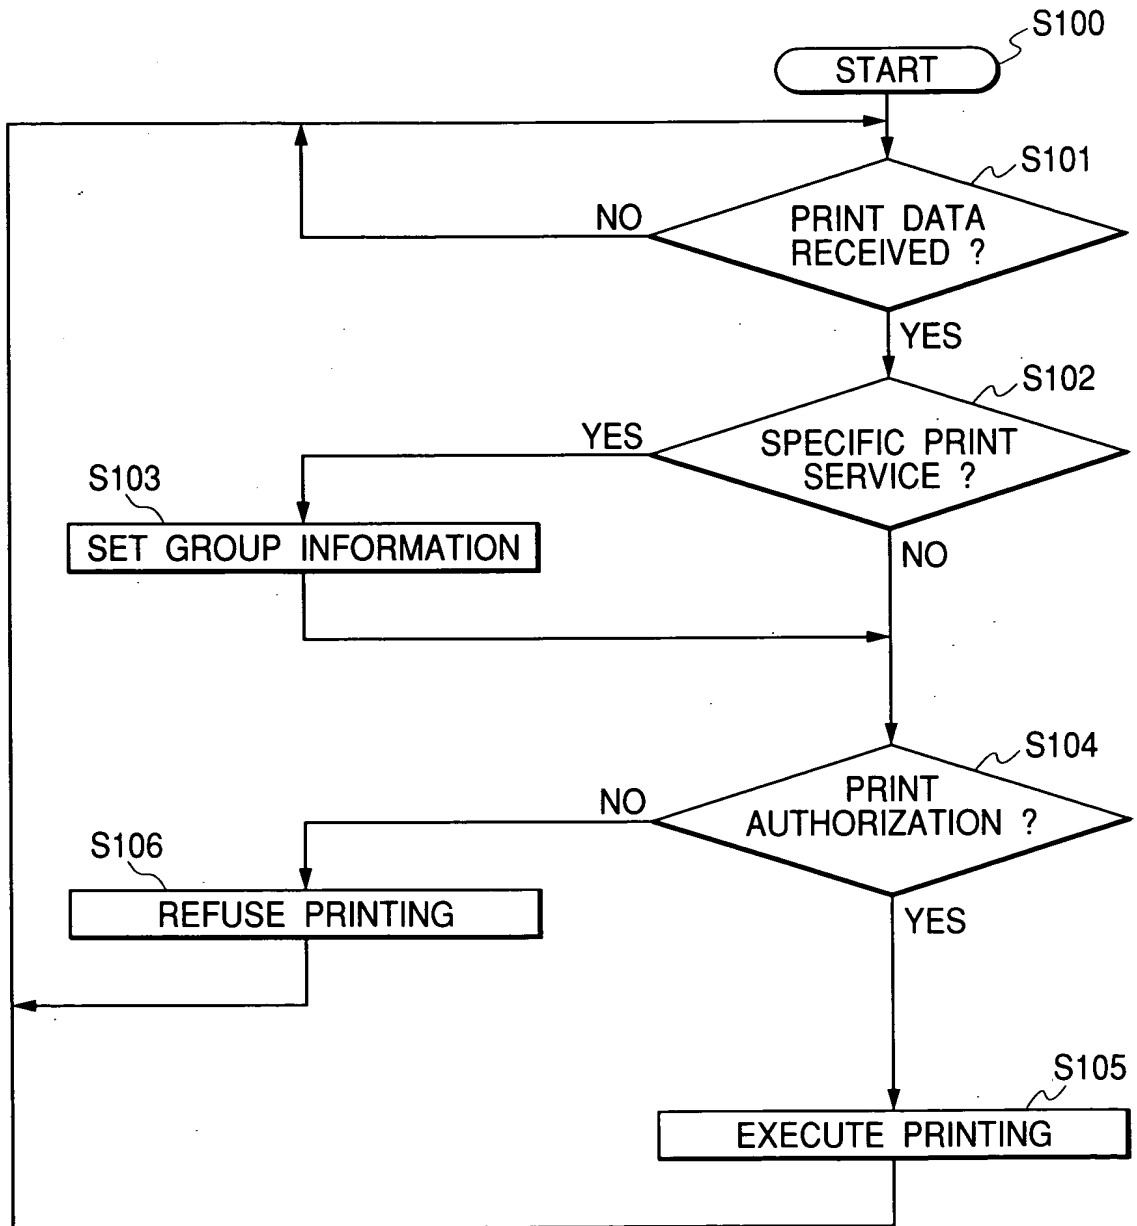 S100
START
S101
PRINT DATA
RECEIVED ?
NO
YES
S102
SPECIFIC PRINT
SERVICE ?
YES
S103
SET GROUP INFORMATION
NO
S104
PRINT
AUTHORIZATION ?
NO
S106
REFUSE PRINTING
YES
S105
EXECUTE PRINTING